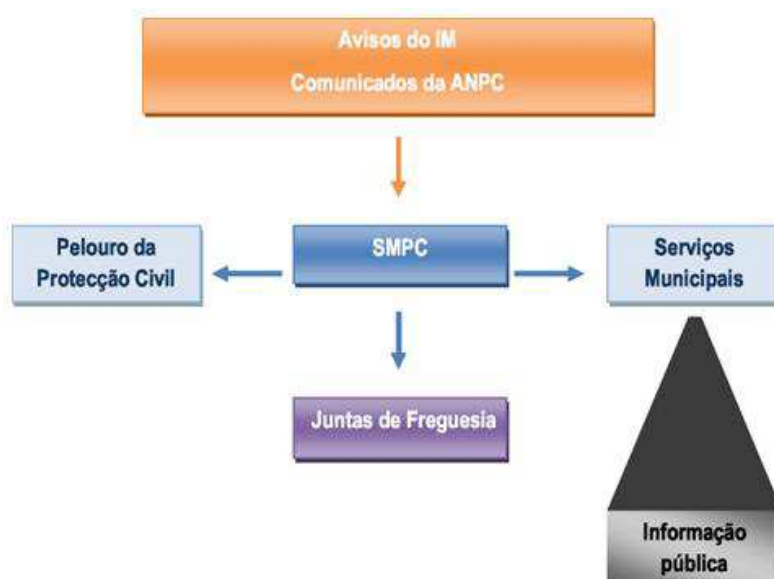 Avisos do IM
Comunicados da ANPC
Pelouro da
Protecção Civil
SMPC
Serviços
Municipais
Juntas de Freguesia
Informação
pública